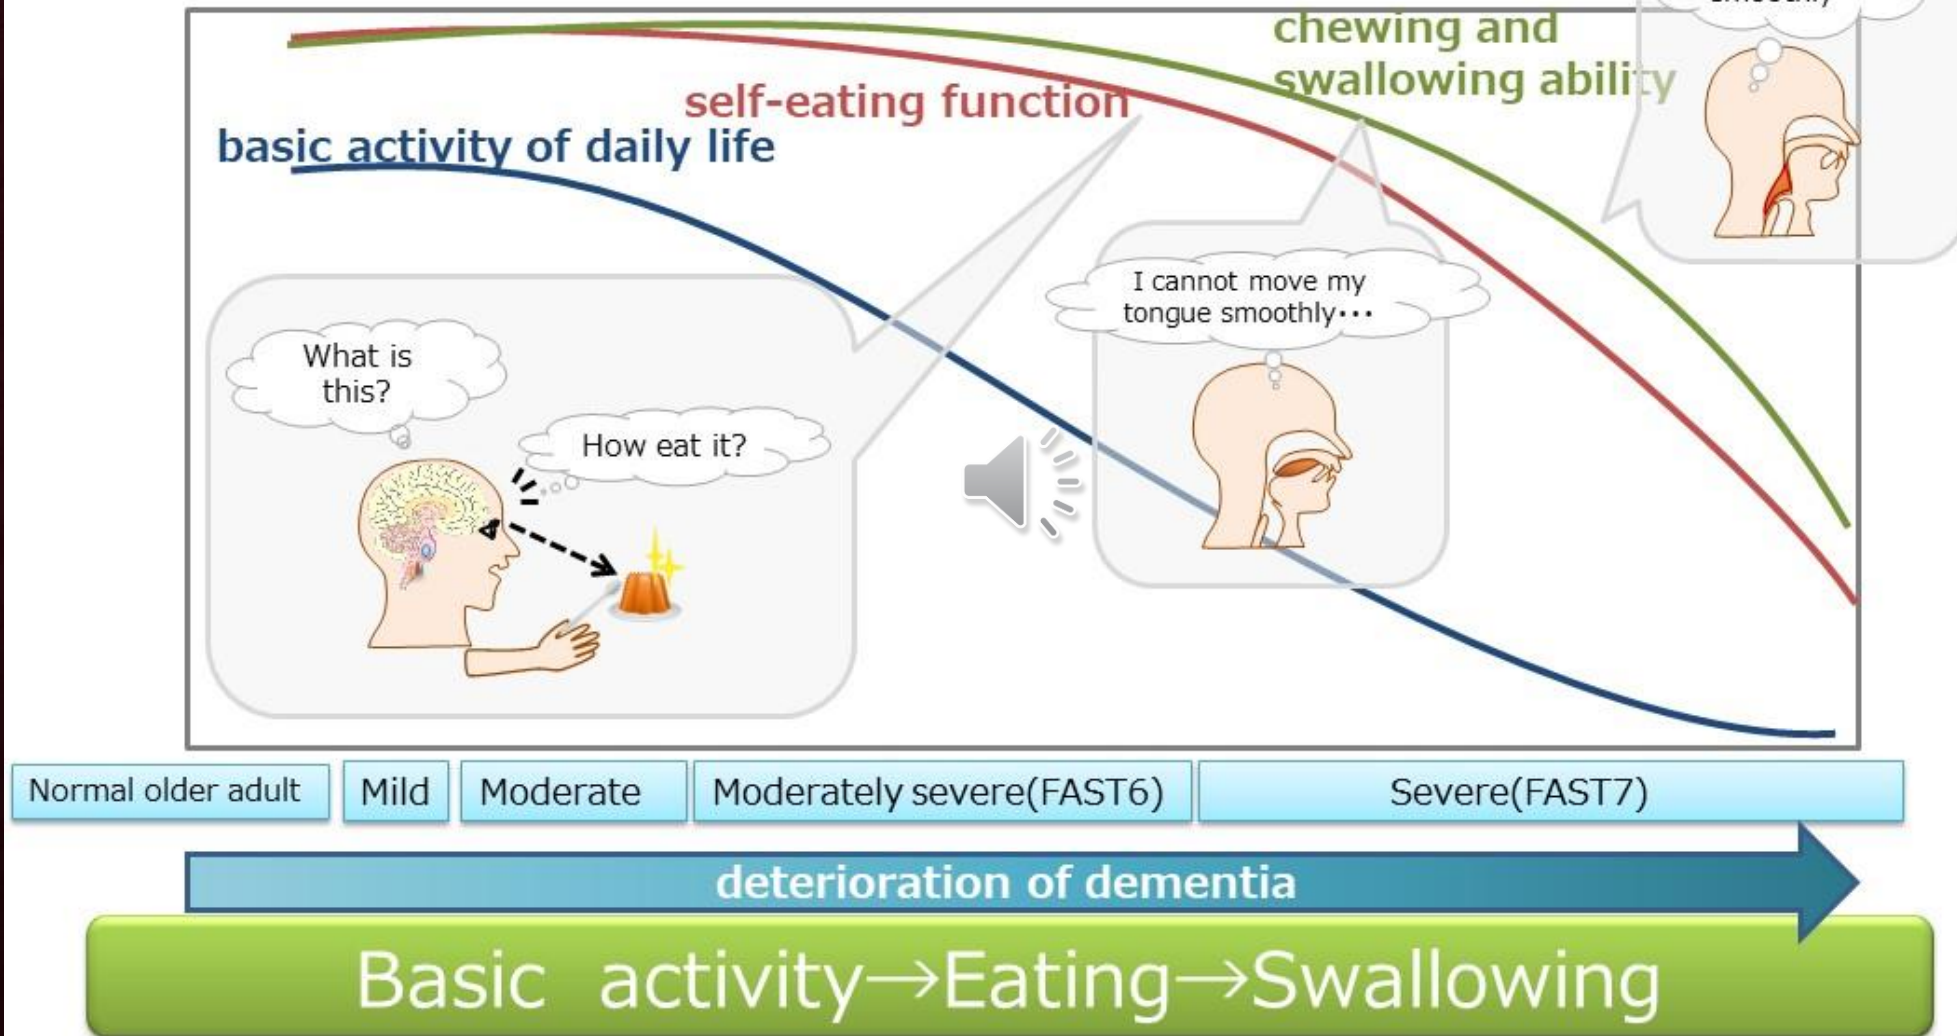 smoothly
chewing and
swallowing ability
self-eating function
basic activity of daily life
I cannot move my
tongue smoothly･･･
What is
this?
How eat it?
Normal older adult
Mild
Moderate
Moderately severe(FAST6)
Severe(FAST7)
deterioration of dementia
Basic activity→Eating→Swallowing